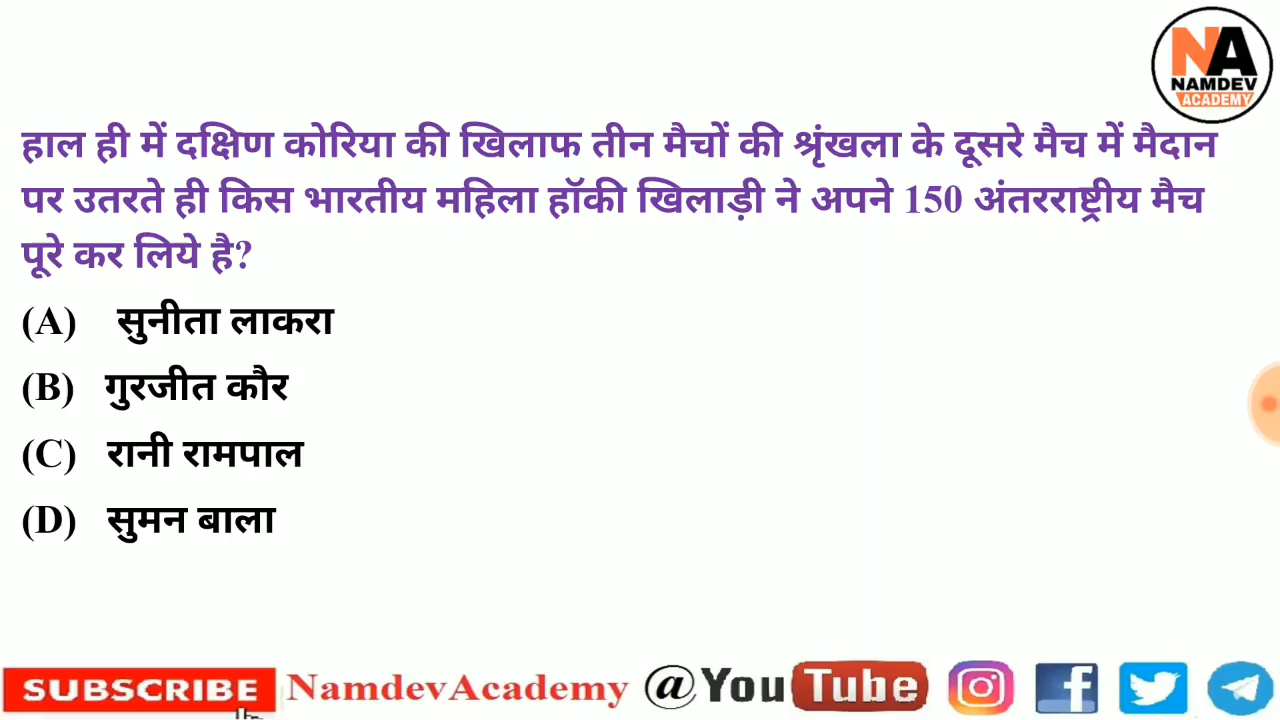 NA
NAMDEV
ACADEMY
हाल ही में दक्षिण कोरिया की खिलाफ तीन मैचों की श्रृंखला के दूसरे मैच में मैदान
पर उतरते ही किस भारतीय महिला हॉकी खिलाड़ी ने अपने 150 अंतरराष्ट्रीय मैच
पूरे कर लिये है?
(A) सुनीता लाकरा
(B) गुरजीत कौर
(C) रानी रामपाल
(D) सुमन बाला
SUBSCRIBE NamdevAcademy @YouTube